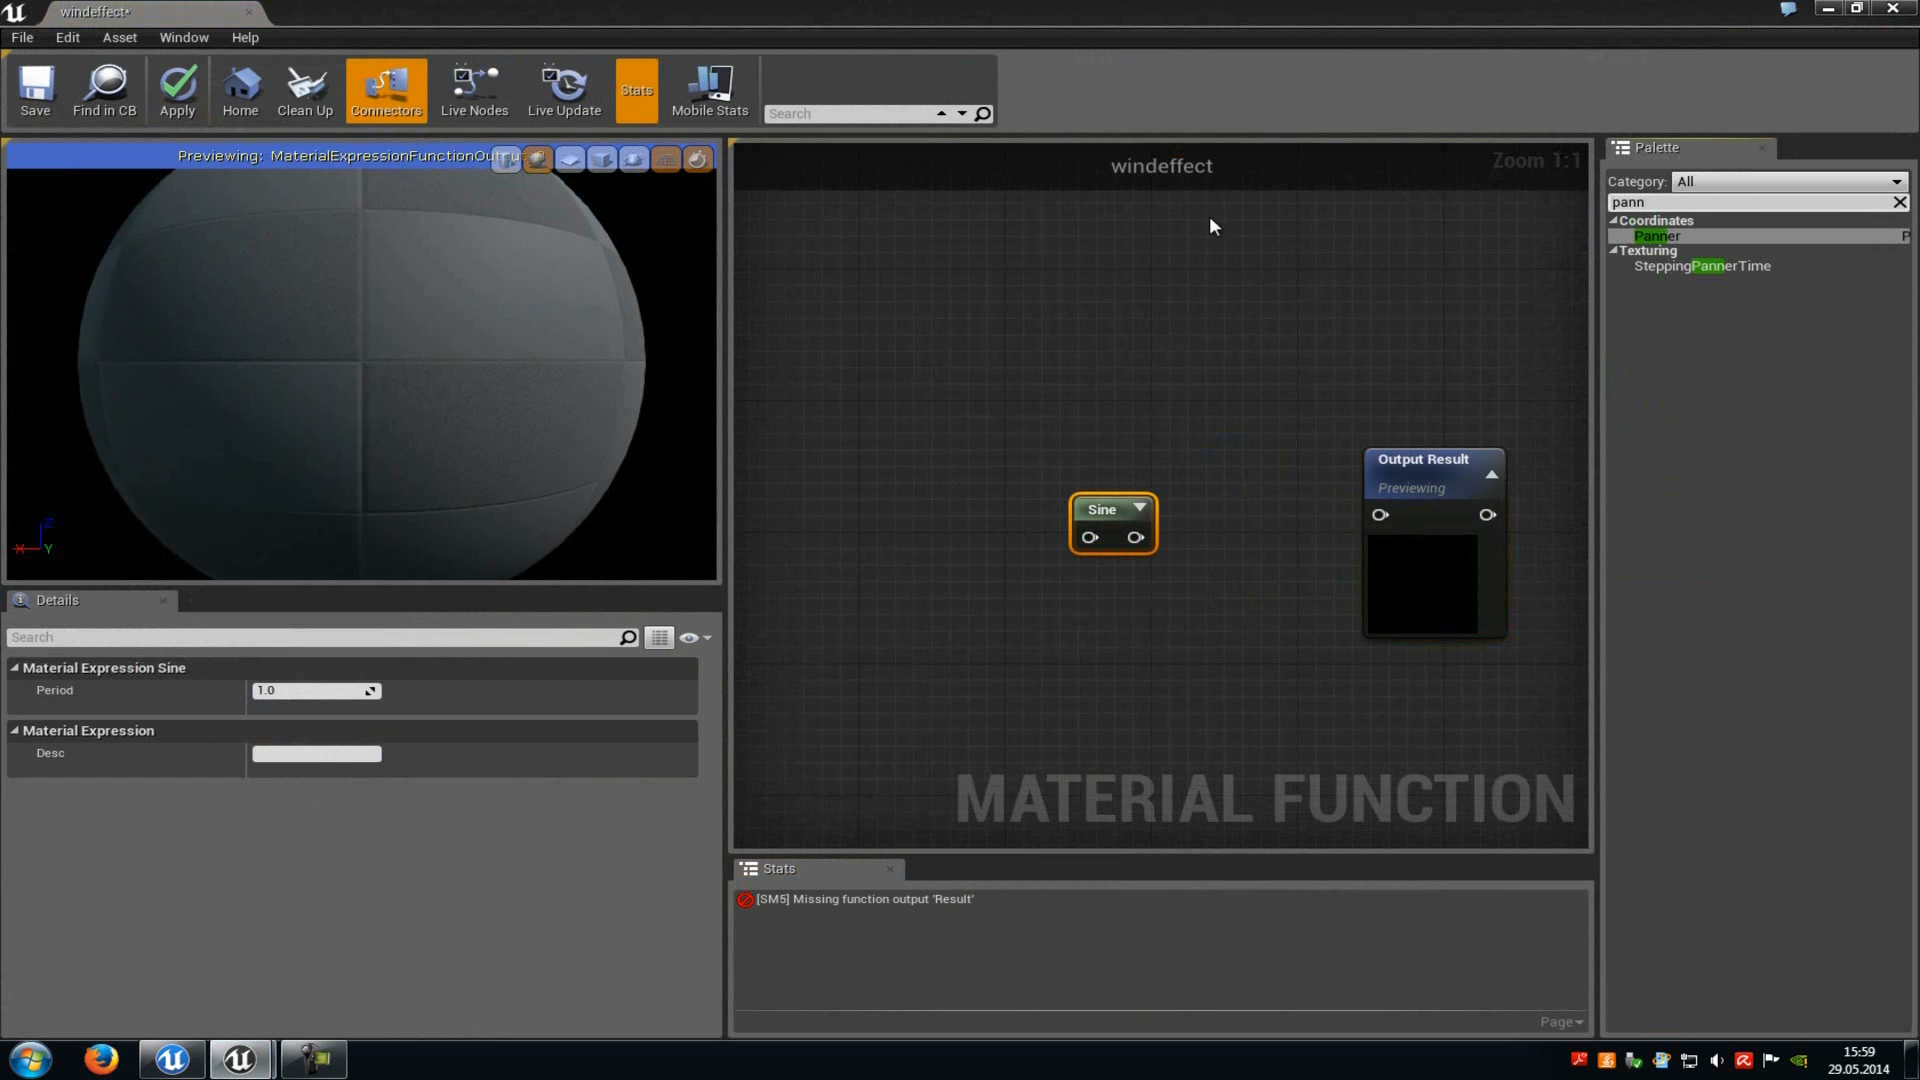 windeffect*
File Edit Asset Window Help
Save Find in CB Apply Home Clean Up Connectors Live Nodes Live Update Stats Mobile Stats Search
Previewing: MaterialExpressionFunctionOutput
windeffect
Zoom 1:1
Palette
Category: All
pann
Coordinates
Panner P
Texturing
SteppingPannerTime
Sine
Output Result
Previewing
Z
X Y
MATERIAL FUNCTION
Details
Search
Material Expression Sine
Period 1.0
Material Expression
Desc
Stats
[SM5] Missing function output 'Result'
Page
15:59
29.05.2014